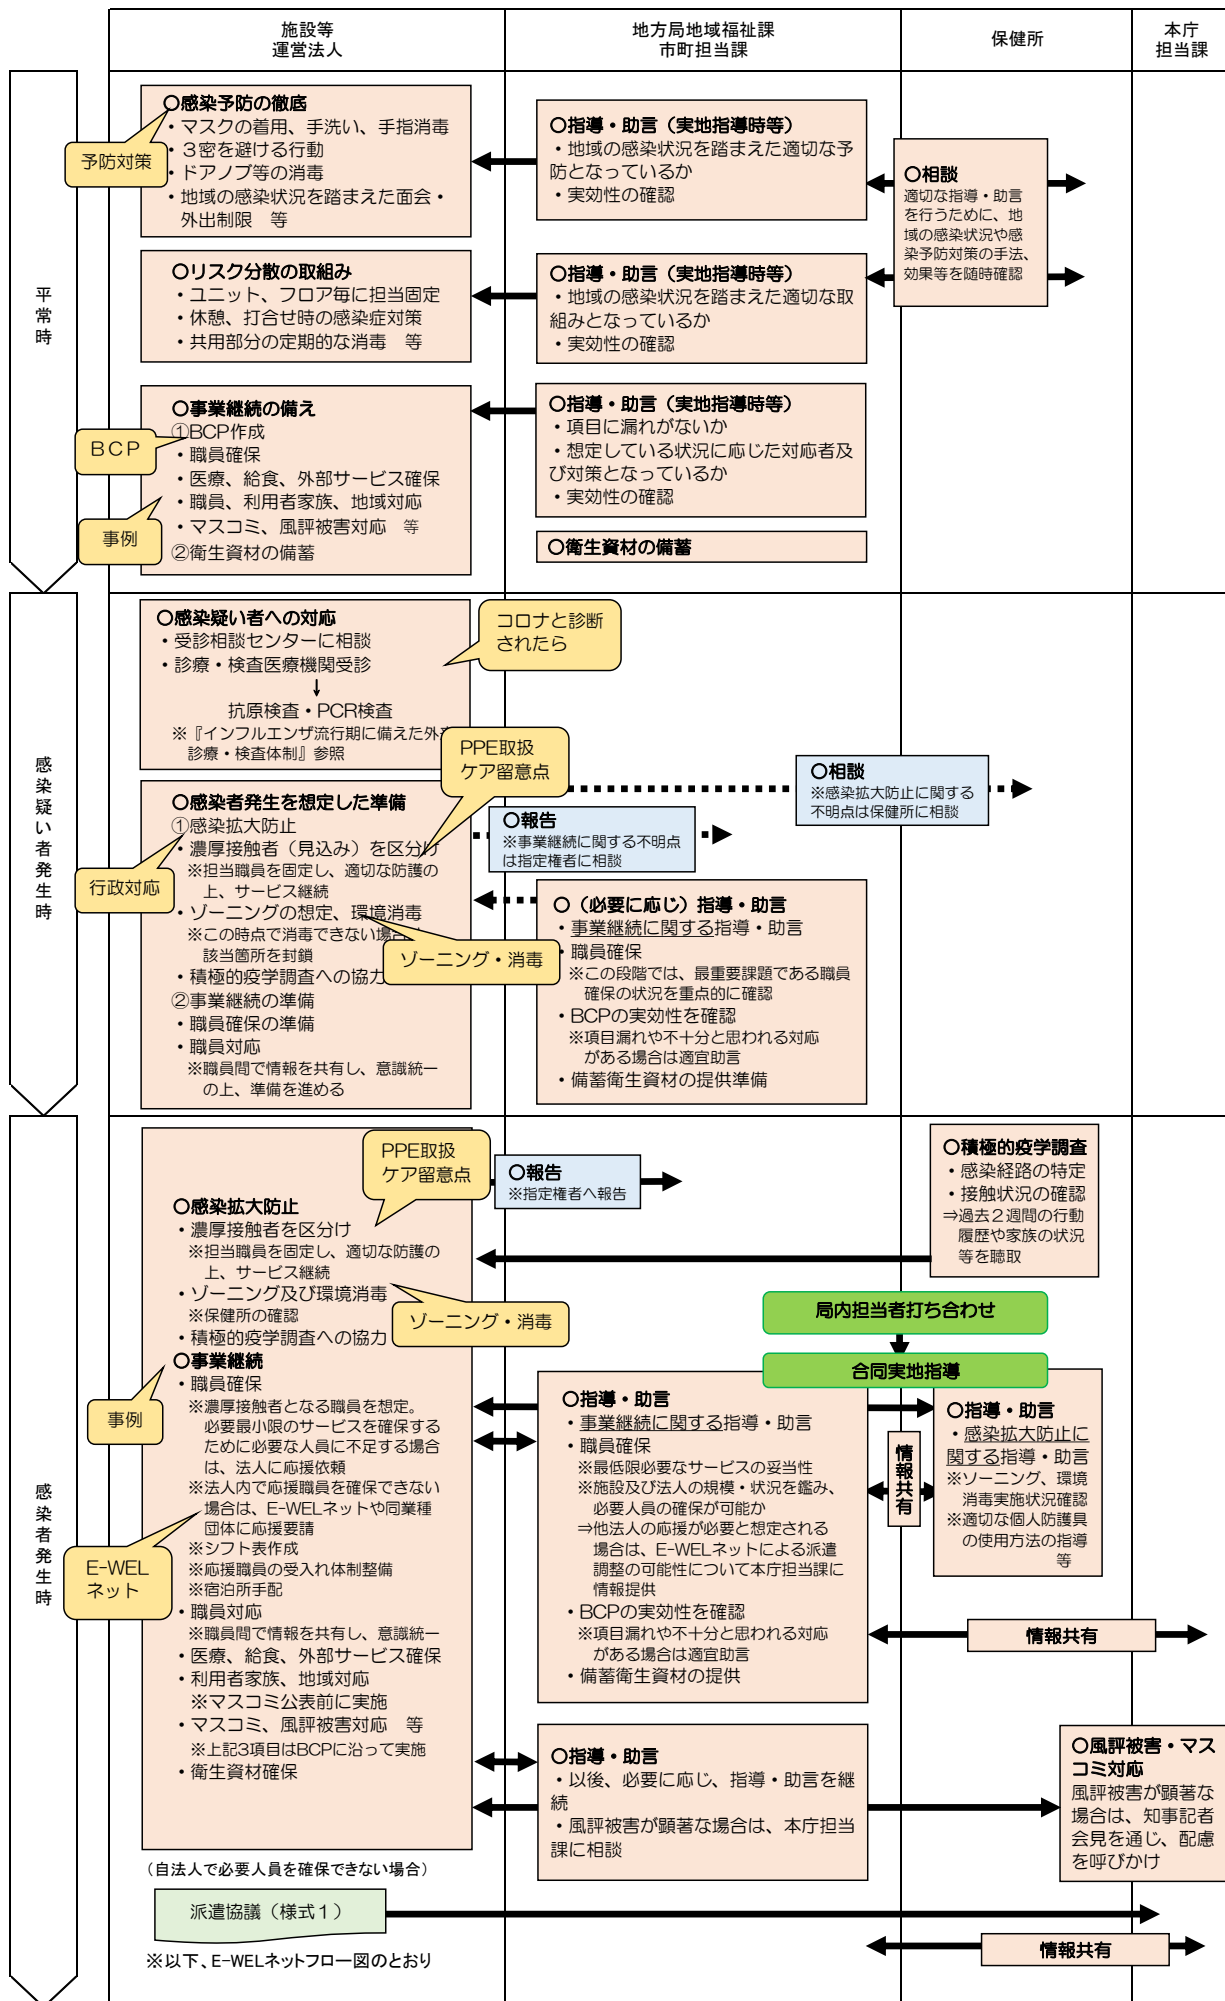 施設等
運営法人
地方局地域福祉課
市町担当課
保健所
本庁
担当課
平常時
〇感染予防の徹底
・マスクの着用、手洗い、手指消毒
・３密を避ける行動
・ドアノブ等の消毒
・地域の感染状況を踏まえた面会・
外出制限　等
予防対策
〇指導・助言（実地指導時等）
・地域の感染状況を踏まえた適切な予
防となっているか
・実効性の確認
〇相談
適切な指導・助言
を行うために、地
域の感染状況や感
染予防対策の手法、
効果等を随時確認
〇リスク分散の取組み
・ユニット、フロア毎に担当固定
・休憩、打合せ時の感染症対策
・共用部分の定期的な消毒　等
〇指導・助言（実地指導時等）
・地域の感染状況を踏まえた適切な取
組みとなっているか
・実効性の確認
〇事業継続の備え
①BCP作成
・職員確保
・医療、給食、外部サービス確保
・職員、利用者家族、地域対応
・マスコミ、風評被害対応　等
②衛生資材の備蓄
ＢＣＰ
事例
〇指導・助言（実地指導時等）
・項目に漏れがないか
・想定している状況に応じた対応者及
び対策となっているか
・実効性の確認
〇衛生資材の備蓄
感染疑い者発生時
〇感染疑い者への対応
・受診相談センターに相談
・診療・検査医療機関受診
↓
抗原検査・PCR検査
※『インフルエンザ流行期に備えた外来
診療・検査体制』参照
コロナと診断
されたら
PPE取扱
ケア留意点
〇感染者発生を想定した準備
①感染拡大防止
・濃厚接触者（見込み）を区分け
※担当職員を固定し、適切な防護の
上、サービス継続
・ゾーニングの想定、環境消毒
※この時点で消毒できない場合
該当箇所を封鎖
・積極的疫学調査への協力
②事業継続の準備
・職員確保の準備
・職員対応
※職員間で情報を共有し、意識統一
の上、準備を進める
行政対応
ゾーニング・消毒
〇報告
※事業継続に関する不明点
は指定権者に相談
〇相談
※感染拡大防止に関する
不明点は保健所に相談
〇（必要に応じ）指導・助言
・事業継続に関する指導・助言
・職員確保
※この段階では、最重要課題である職員
確保の状況を重点的に確認
・BCPの実効性を確認
※項目漏れや不十分と思われる対応
がある場合は適宜助言
・備蓄衛生資材の提供準備
感染者発生時
PPE取扱
ケア留意点
〇報告
※指定権者へ報告
〇積極的疫学調査
・感染経路の特定
・接触状況の確認
⇒過去２週間の行動
履歴や家族の状況
等を聴取
〇感染拡大防止
・濃厚接触者を区分け
※担当職員を固定し、適切な防護の
上、サービス継続
・ゾーニング及び環境消毒
※保健所の確認
・積極的疫学調査への協力
ゾーニング・消毒
〇事業継続
・職員確保
※濃厚接触者となる職員を想定。
必要最小限のサービスを確保する
ために必要な人員に不足する場合
は、法人に応援依頼
※法人内で応援職員を確保できない
場合は、E-WELネットや同業種
団体に応援要請
※シフト表作成
※応援職員の受入れ体制整備
※宿泊所手配
・職員対応
※職員間で情報を共有し、意識統一
・医療、給食、外部サービス確保
・利用者家族、地域対応
※マスコミ公表前に実施
・マスコミ、風評被害対応　等
※上記3項目はBCPに沿って実施
・衛生資材確保
事例
E-WEL
ネット
局内担当者打ち合わせ
合同実地指導
〇指導・助言
・事業継続に関する指導・助言
・職員確保
※最低限必要なサービスの妥当性
※施設及び法人の規模・状況を鑑み、
必要人員の確保が可能か
⇒他法人の応援が必要と想定される
場合は、E-WELネットによる派遣
調整の可能性について本庁担当課に
情報提供
・BCPの実効性を確認
※項目漏れや不十分と思われる対応
がある場合は適宜助言
・備蓄衛生資材の提供
情報共有
〇指導・助言
・感染拡大防止に
関する指導・助言
※ゾーニング、環境
消毒実施状況確認
※適切な個人防護具
の使用方法の指導
等
情報共有
〇指導・助言
・以後、必要に応じ、指導・助言を継
続
・風評被害が顕著な場合は、本庁担当
課に相談
〇風評被害・マス
コミ対応
風評被害が顕著な
場合は、知事記者
会見を通じ、配慮
を呼びかけ
（自法人で必要人員を確保できない場合）
派遣協議（様式１）
情報共有
※以下、E-WELネットフロー図のとおり